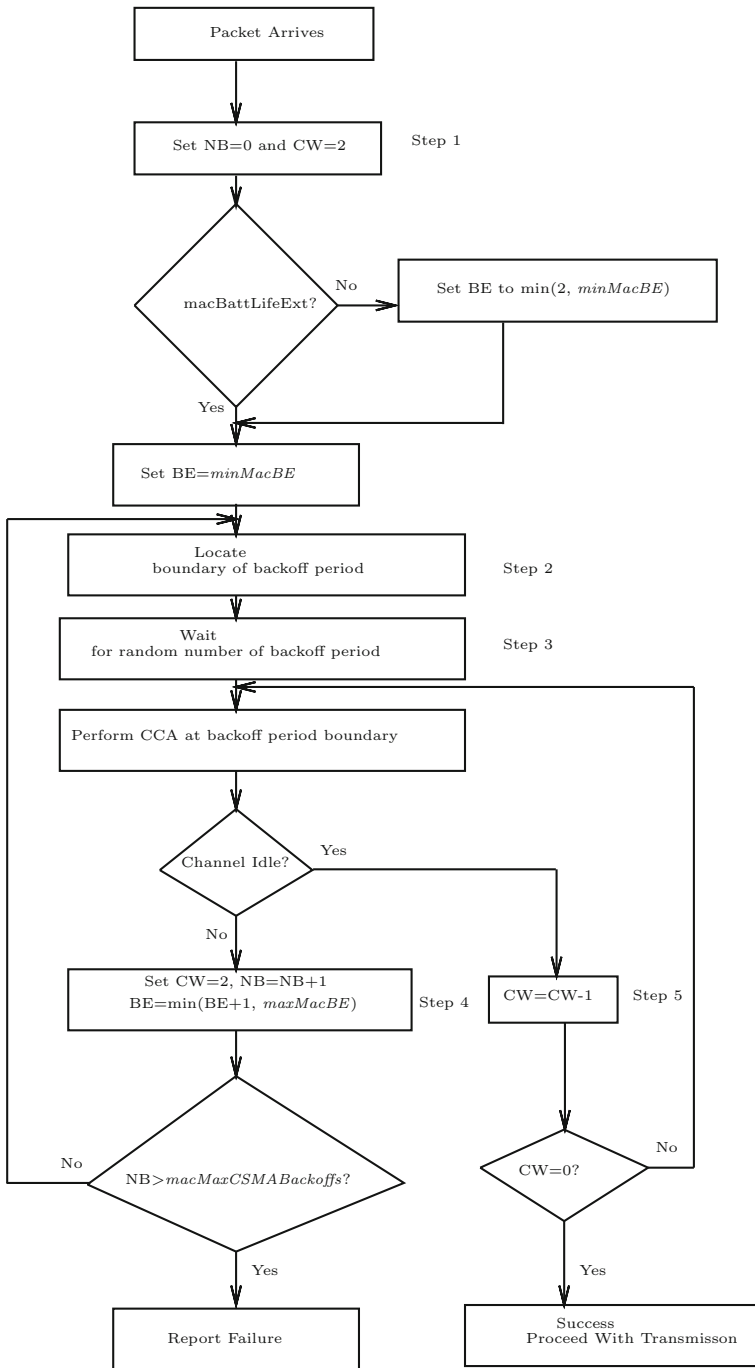 Packet Arrives
Set NB=0 and CW=2
Step 1
macBattLifeExt?
No
Set BE to min(2, minMacBE)
Yes
Set BE=minMacBE
Locate
boundary of backoff period
Step 2
Wait
for random number of backoff period
Step 3
Perform CCA at backoff period boundary
Channel Idle?
Yes
No
Set CW=2, NB=NB+1
BE=min(BE+1, maxMacBE)
Step 4
CW=CW-1
Step 5
No
NB>macMaxCSMABackoffs?
CW=0?
No
Yes
Yes
Report Failure
Success
Proceed With Transmisson